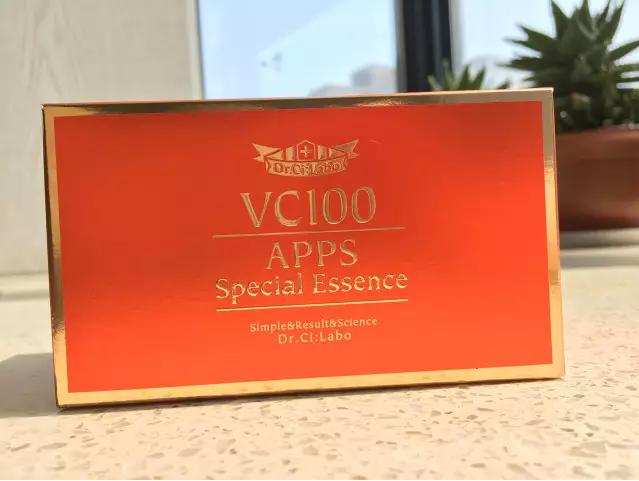 Dr.Ci:Labo
VC100
APPS
Special Essence
Simple&Result&Science
Dr.Ci:Labo